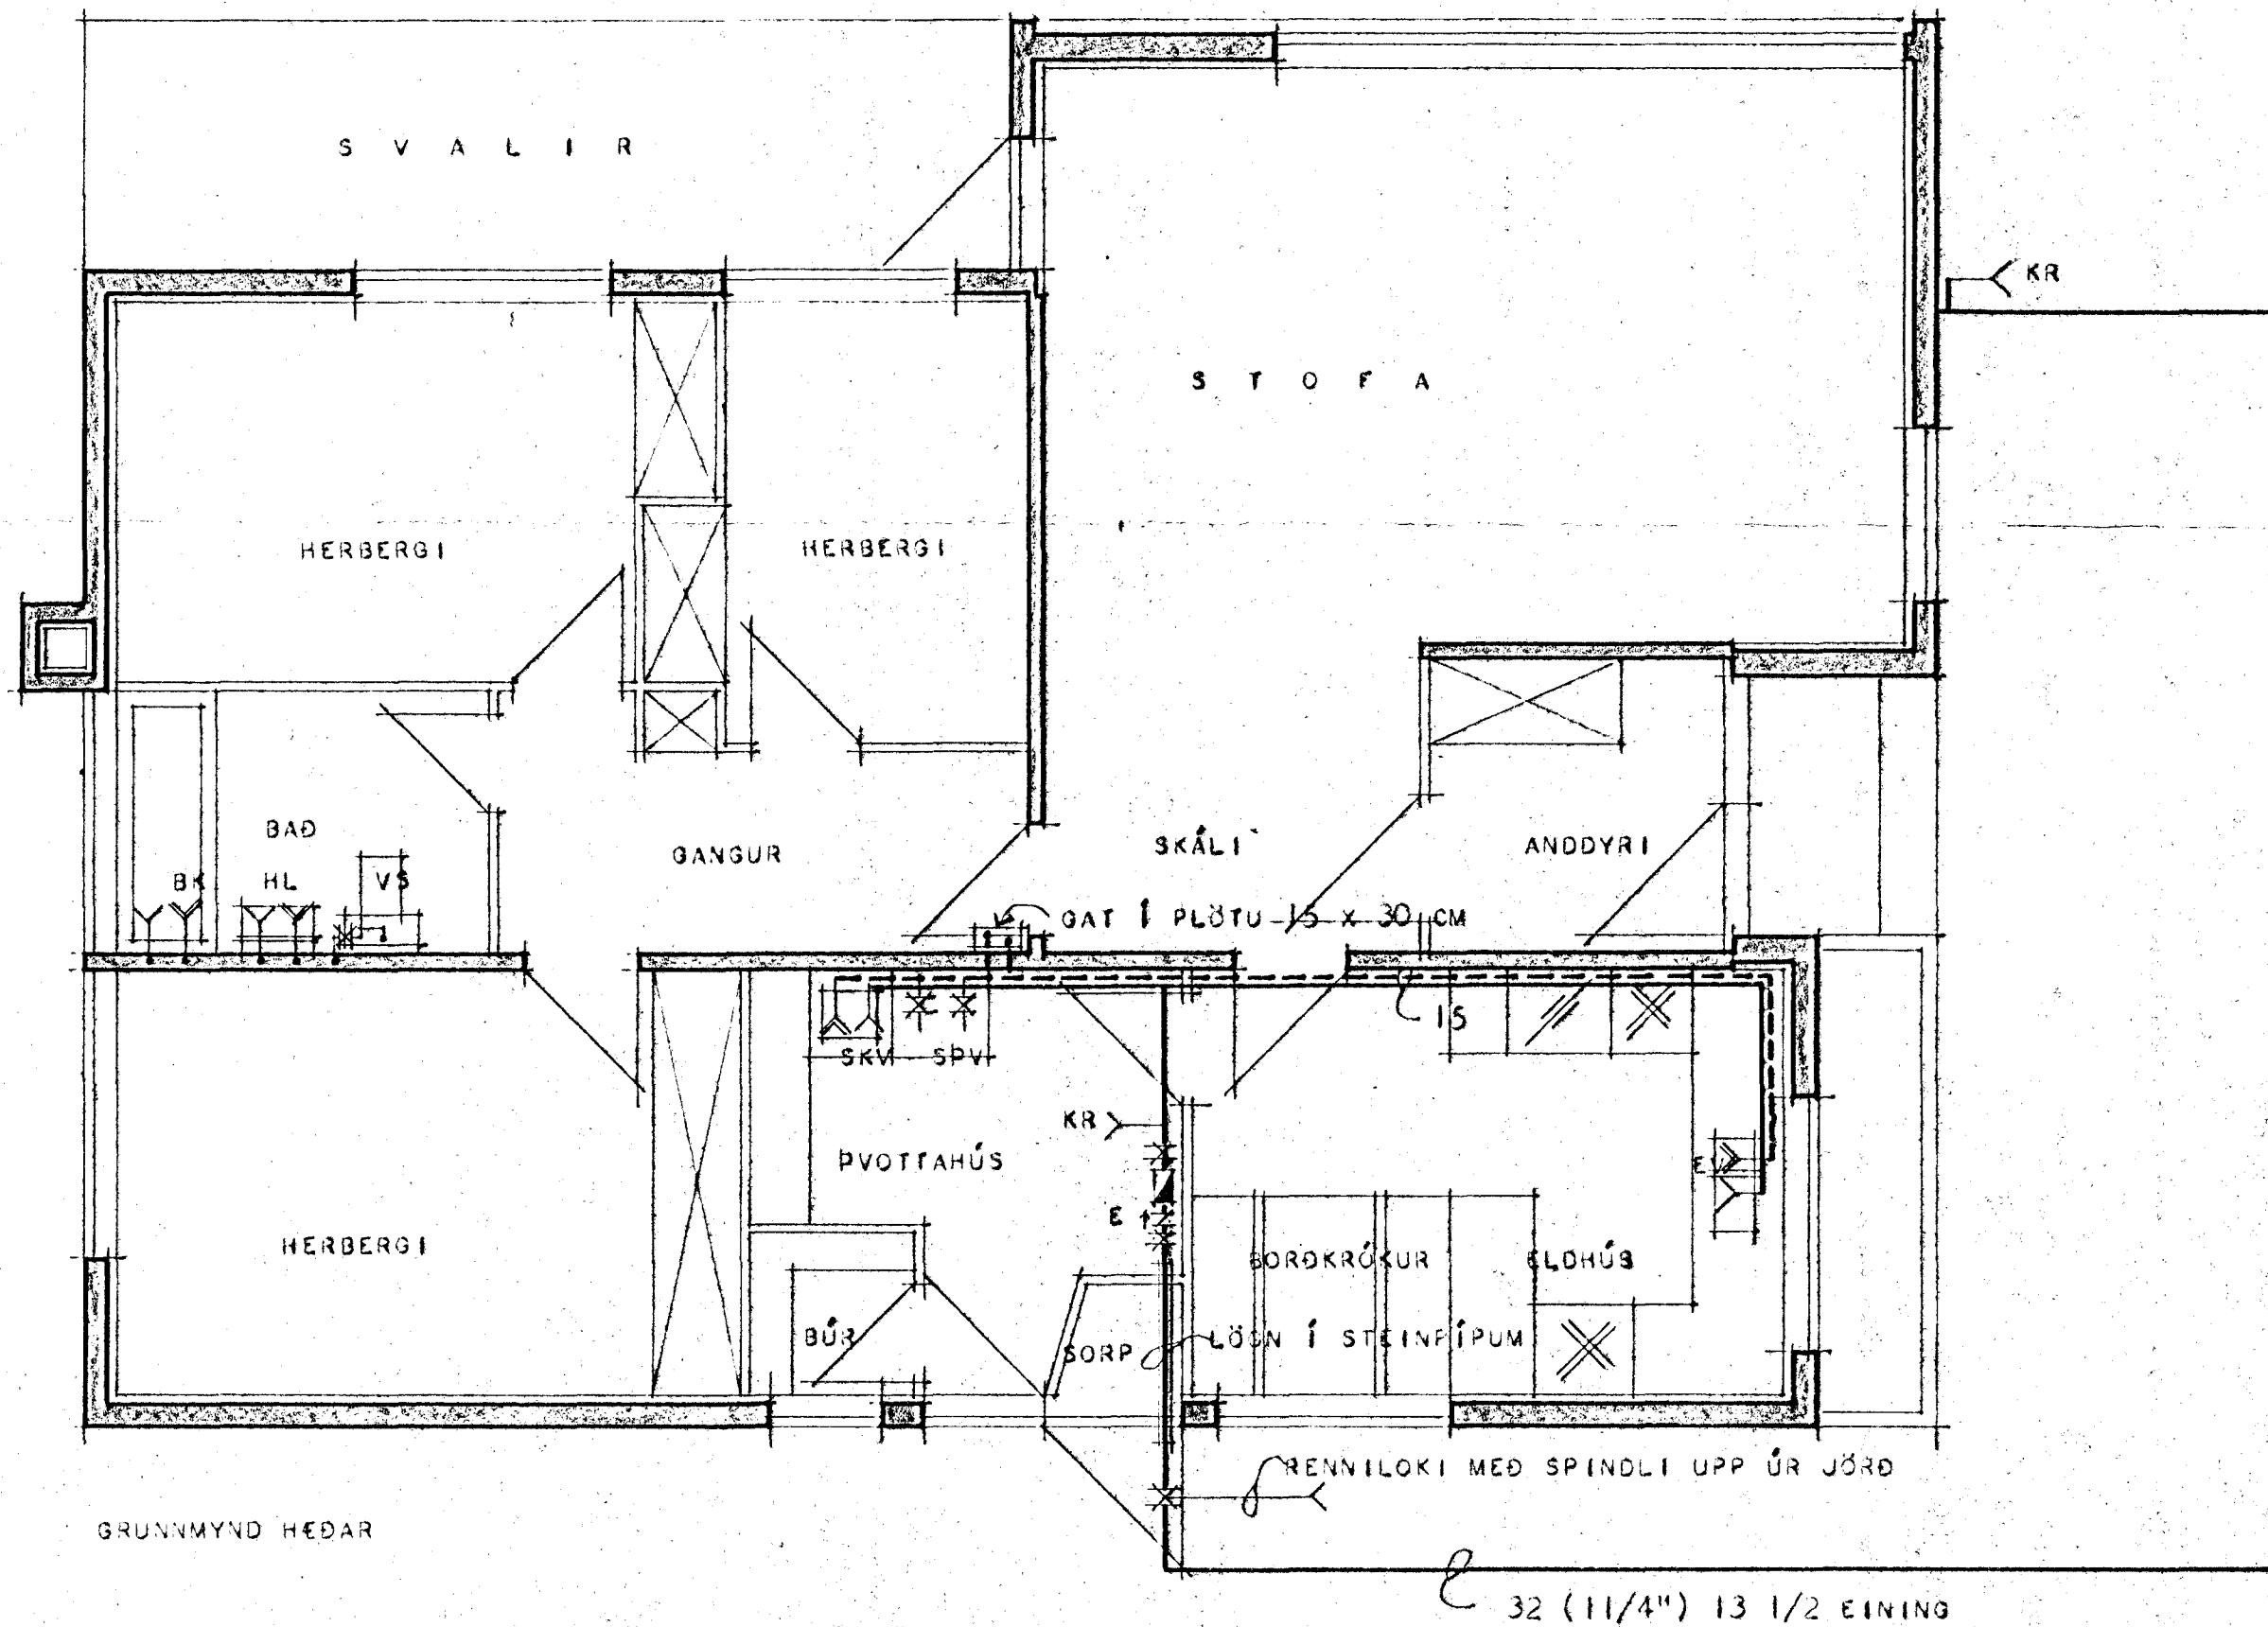 S V A L I R
KR
S T O F A
HERBERGI
HERBERGI
BAÐ
GANGUR
SKÁLI
ANDDYRI
BK HL VS
GAT Í PLÖTU 15 x 30 CM
15
SKV SÞV
KR
ÞVOTTAHÚS
EV
E
HERBERGI
BORÐKRÓKUR
ELDHÚS
BÚR
SORP
LÖGN Í STEINPÍPUM
RENNILOKI MEÐ SPINDLI UPP ÚR JÖRÐ
GRUNNMYND HÆÐAR
32 (11/4") 13 1/2 EINING